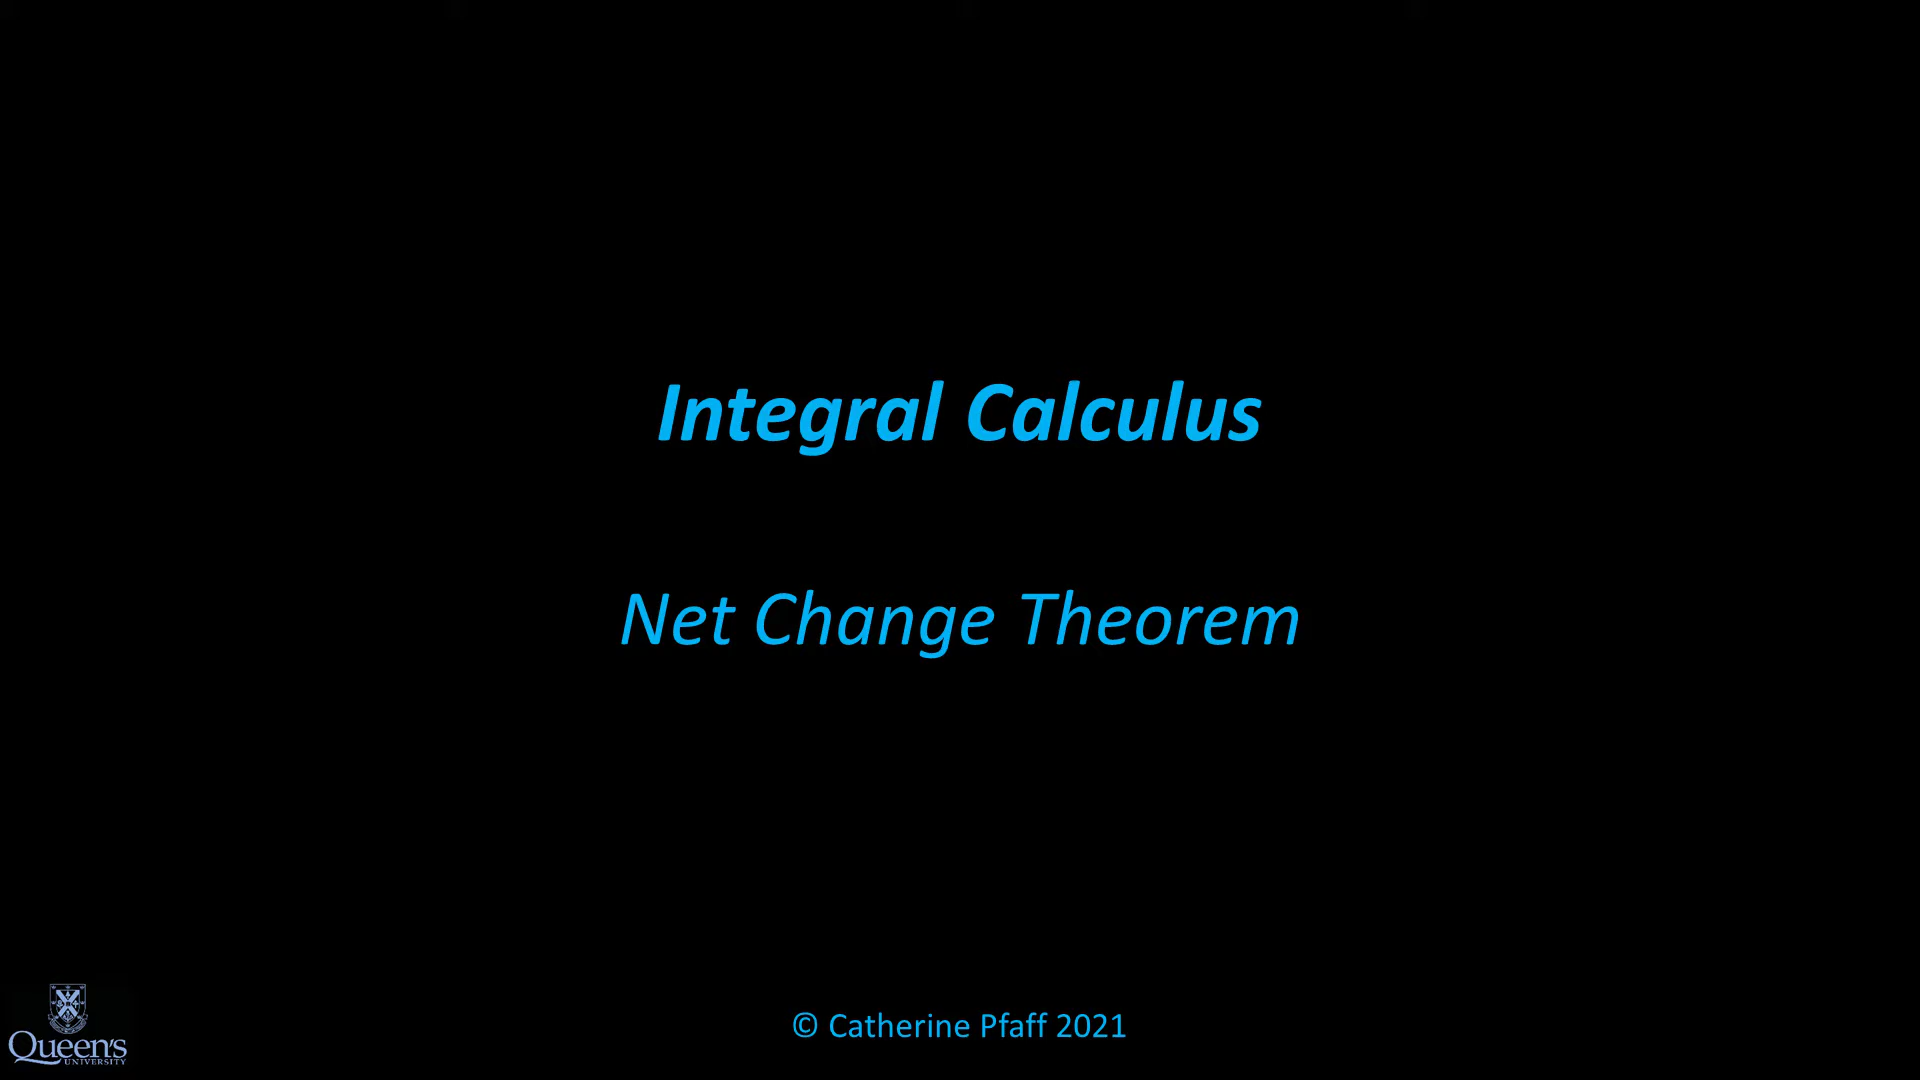 Integral Calculus
Net Change Theorem
© Catherine Pfaff 2021
Queen's
UNIVERSITY